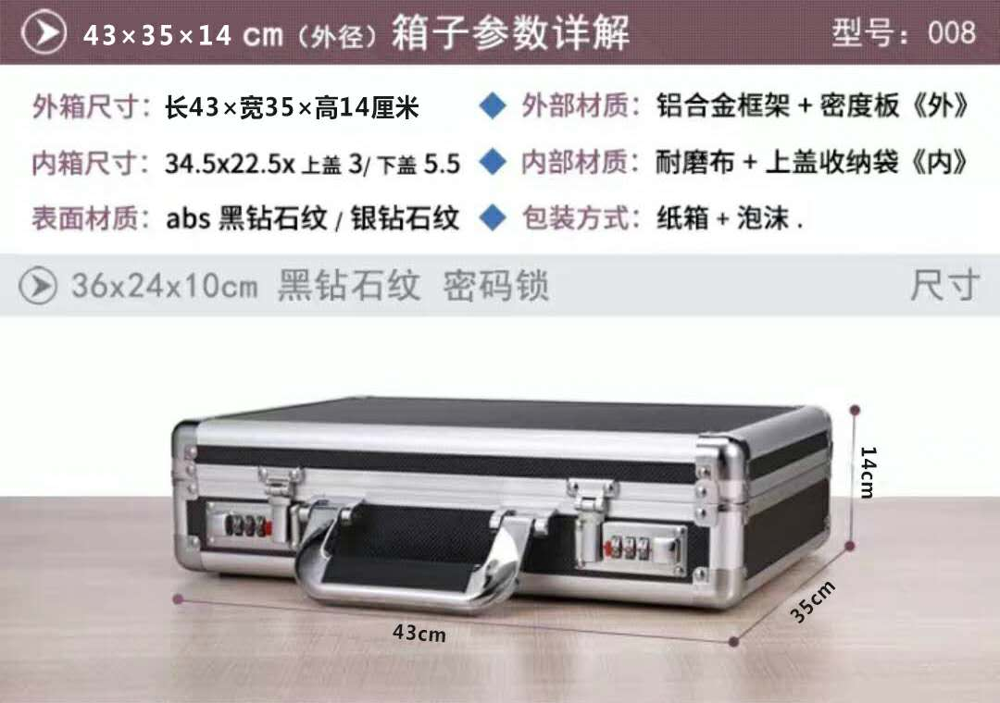 43×35×14 cm（外径）箱子参数详解 型号：008
外箱尺寸：长43×宽35×高14厘米 外部材质：铝合金框架 + 密度板《外》
内箱尺寸：34.5x22.5x 上盖 3/ 下盖 5.5 内部材质：耐磨布 + 上盖收纳袋《内》
表面材质：abs 黑钻石纹 / 银钻石纹 包装方式：纸箱 + 泡沫 .
36x24x10cm 黑钻石纹 密码锁 尺寸
14cm
35cm
43cm